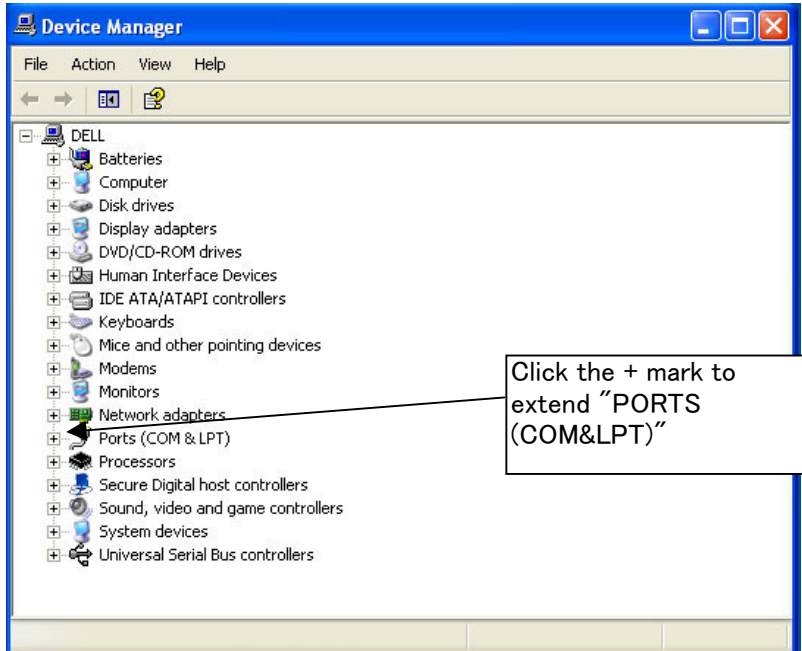 Device Manager
File Action View Help
DELL
Batteries
Computer
Disk drives
Display adapters
DVD/CD-ROM drives
Human Interface Devices
IDE ATA/ATAPI controllers
Keyboards
Mice and other pointing devices
Modems
Monitors
Network adapters
Ports (COM & LPT)
Processors
Secure Digital host controllers
Sound, video and game controllers
System devices
Universal Serial Bus controllers
Click the + mark to
extend "PORTS
(COM&LPT)"